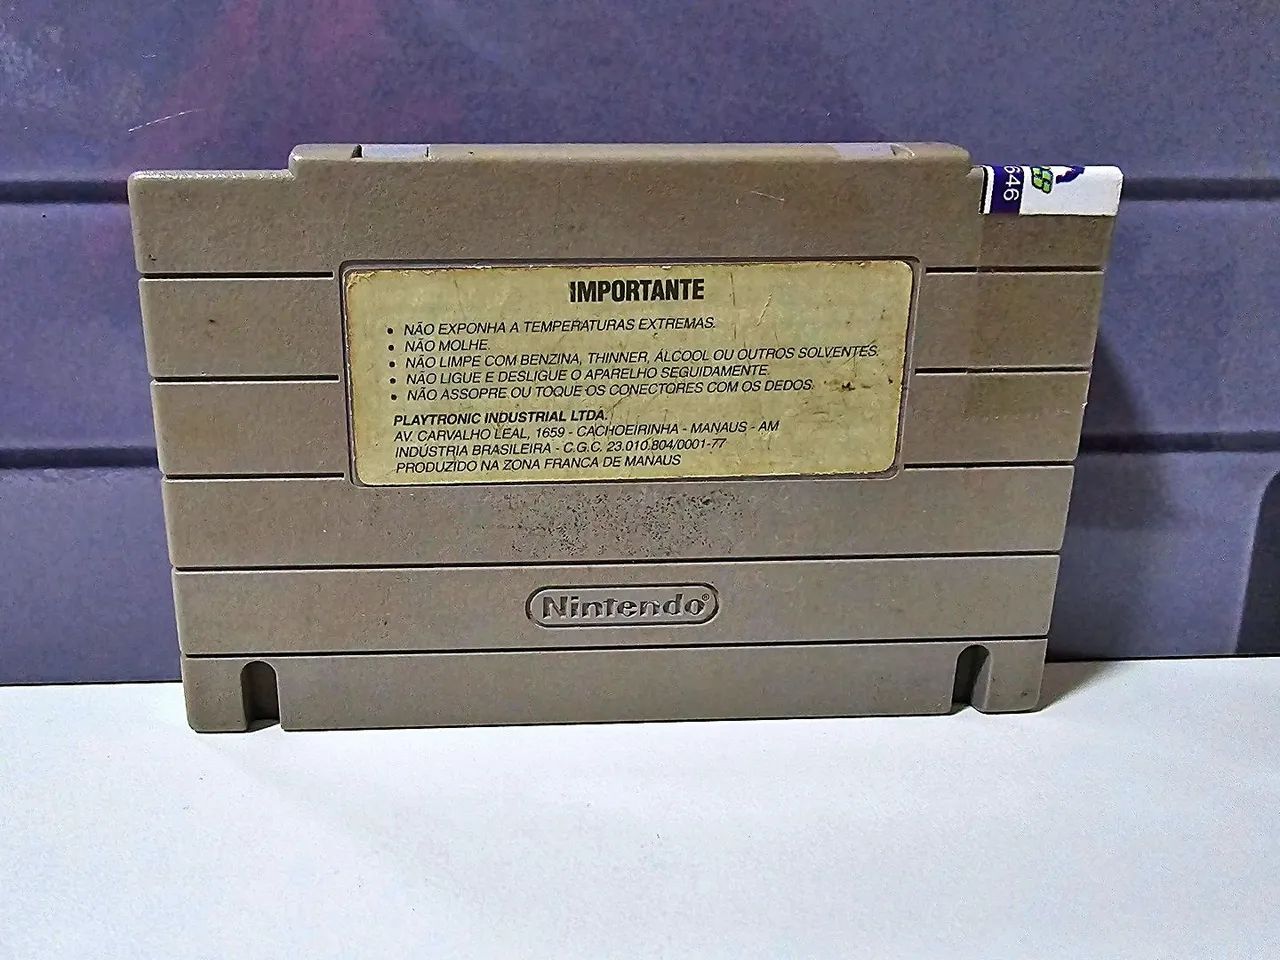 646
IMPORTANTE
• NÃO EXPONHA A TEMPERATURAS EXTREMAS.
• NÃO MOLHE.
• NÃO LIMPE COM BENZINA, THINNER, ÁLCOOL OU OUTROS SOLVENTES.
• NÃO LIGUE E DESLIGUE O APARELHO SEGUIDAMENTE.
• NÃO ASSOPRE OU TOQUE OS CONECTORES COM OS DEDOS.
PLAYTRONIC INDUSTRIAL LTDA.
AV. CARVALHO LEAL, 1659 - CACHOEIRINHA - MANAUS - AM
INDÚSTRIA BRASILEIRA - C.G.C. 23.010.804/0001-77
PRODUZIDO NA ZONA FRANCA DE MANAUS
Nintendo®